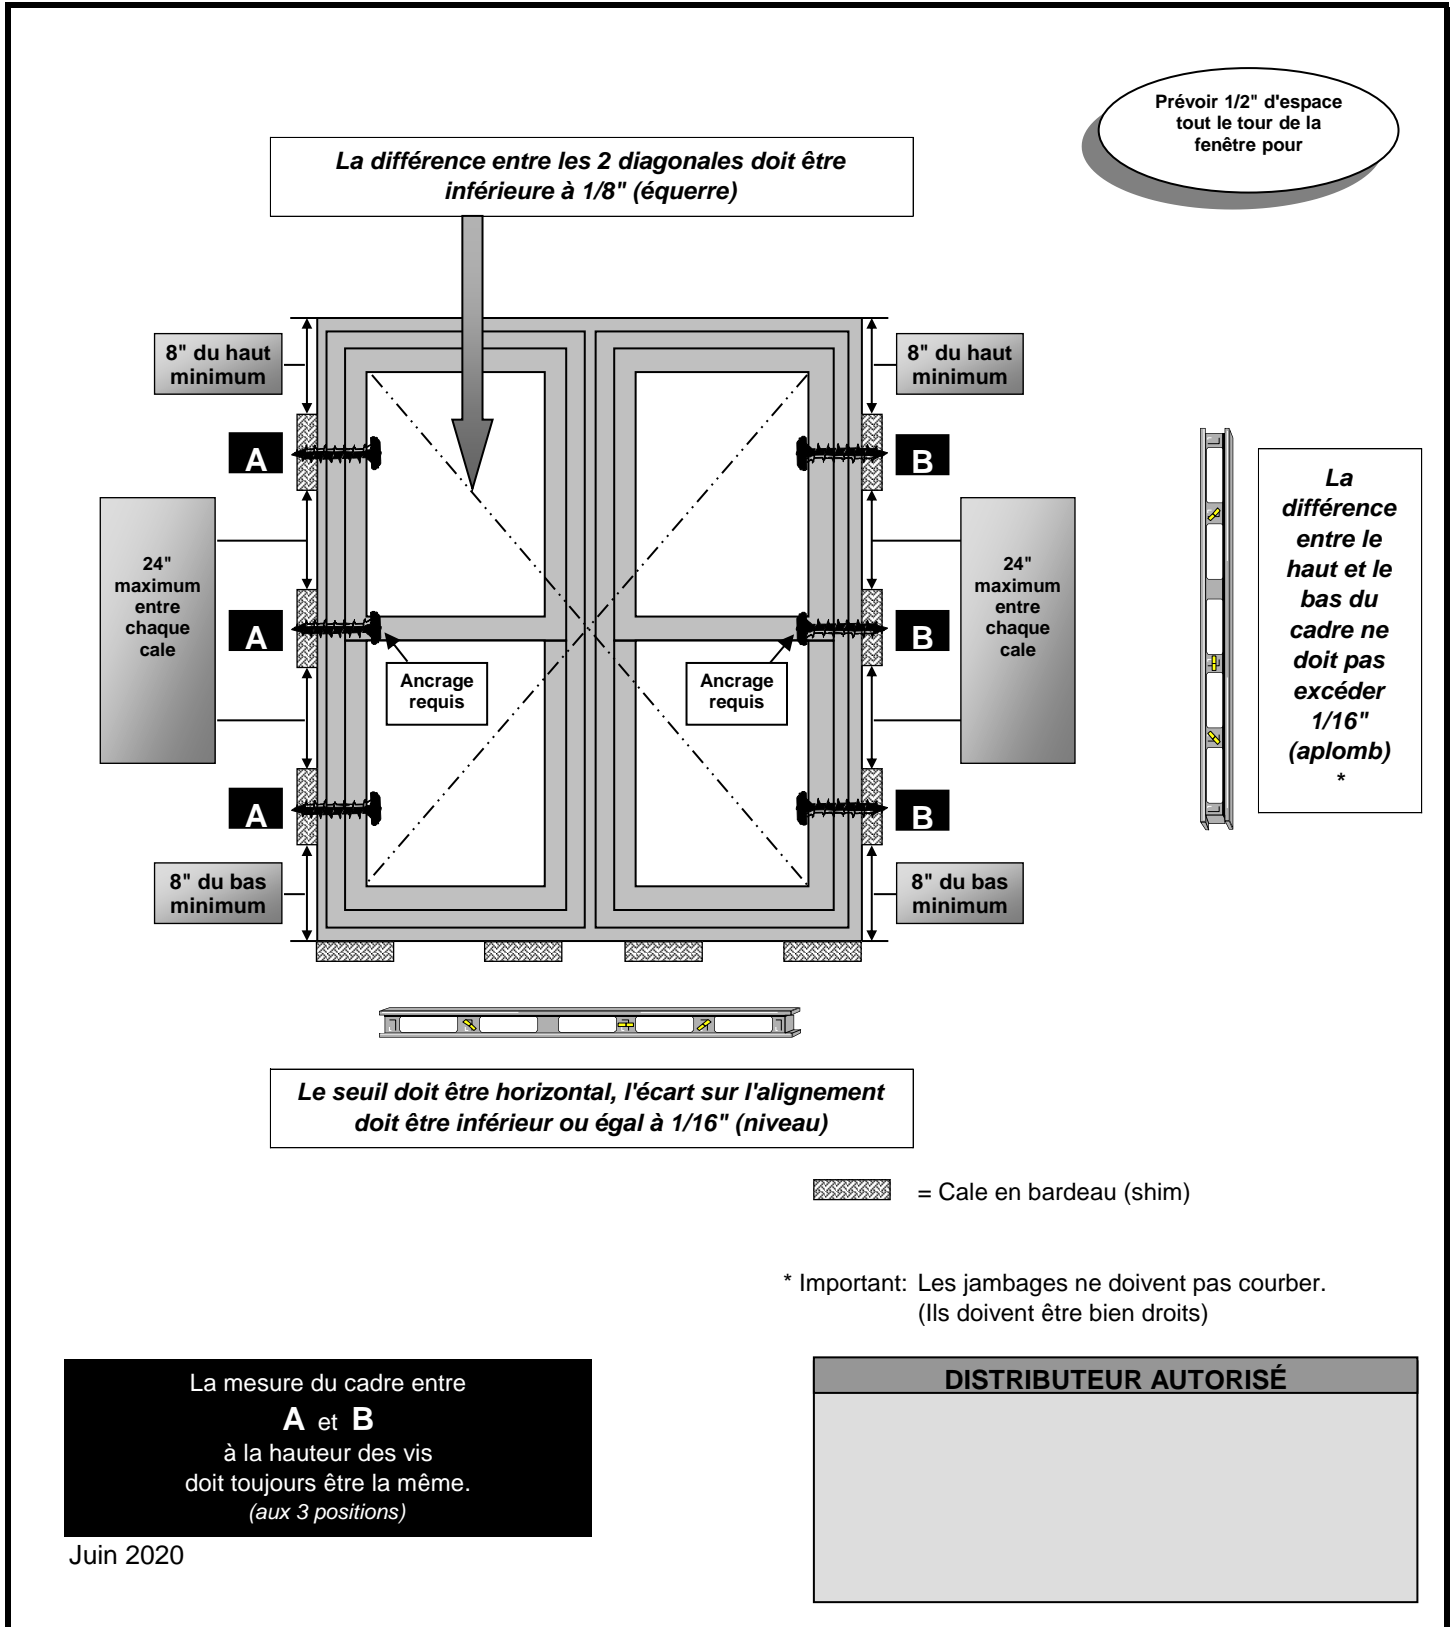 Prévoir 1/2" d'espace
tout le tour de la
fenêtre pour
La différence entre les 2 diagonales doit être
inférieure à 1/8" (équerre)
8" du haut
minimum
8" du haut
minimum
A
B
24"
maximum
entre
chaque
cale
24"
maximum
entre
chaque
cale
La
différence
entre le
haut et le
bas du
cadre ne
doit pas
excéder
1/16"
(aplomb)
*
A
B
Ancrage
requis
Ancrage
requis
A
B
8" du bas
minimum
8" du bas
minimum
Le seuil doit être horizontal, l'écart sur l'alignement
doit être inférieur ou égal à 1/16" (niveau)
= Cale en bardeau (shim)
* Important: Les jambages ne doivent pas courber.
(Ils doivent être bien droits)
La mesure du cadre entre
A et B
à la hauteur des vis
doit toujours être la même.
(aux 3 positions)
DISTRIBUTEUR AUTORISÉ
Juin 2020